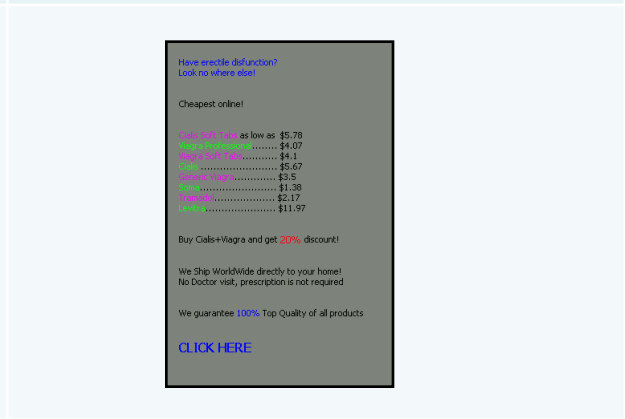 Have erectile disfunction?
Look no where else!
Cheapest online!
Cialis Soft Tabs as low as $5.78
Viagra Professional........ $4.07
Viagra Soft Tabs........... $4.1
Cialis........................ $5.67
Generic Viagra............. $3.5
Soma........................ $1.38
Tramadol................... $2.17
Levitra...................... $11.97
Buy Cialis+Viagra and get 20% discount!
We Ship WorldWide directly to your home!
No Doctor visit, prescription is not required
We guarantee 100% Top Quality of all products
CLICK HERE